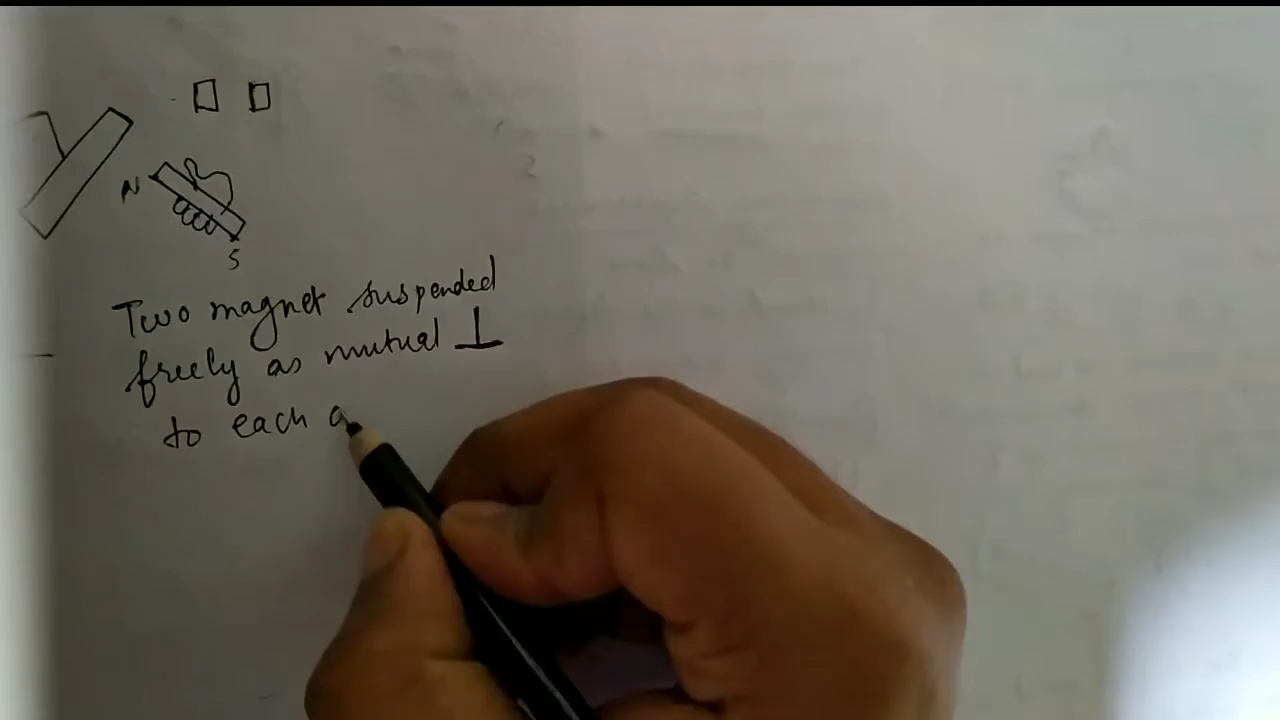 N
S
Two magnet suspended
freely as mutual ⊥
to each